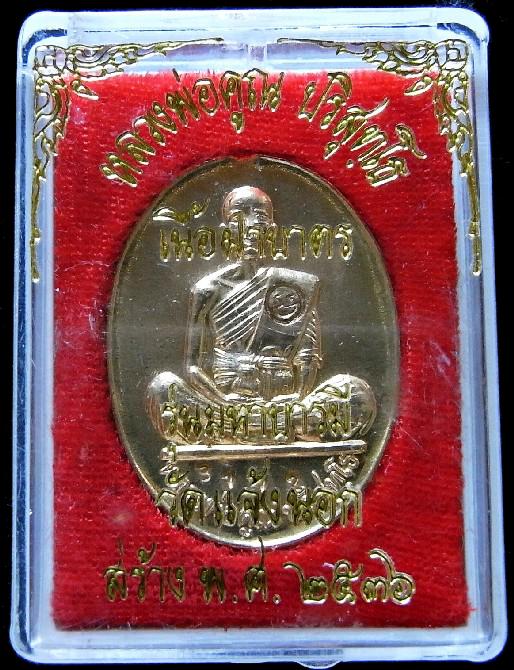 หลวงพ่อคูณ ปริสุทฺโธ
เนื้อฝาบาตร
รุ่นมหาบารมี
วัดแจ้งนอก
สร้าง พ.ศ. ๒๕๓๖